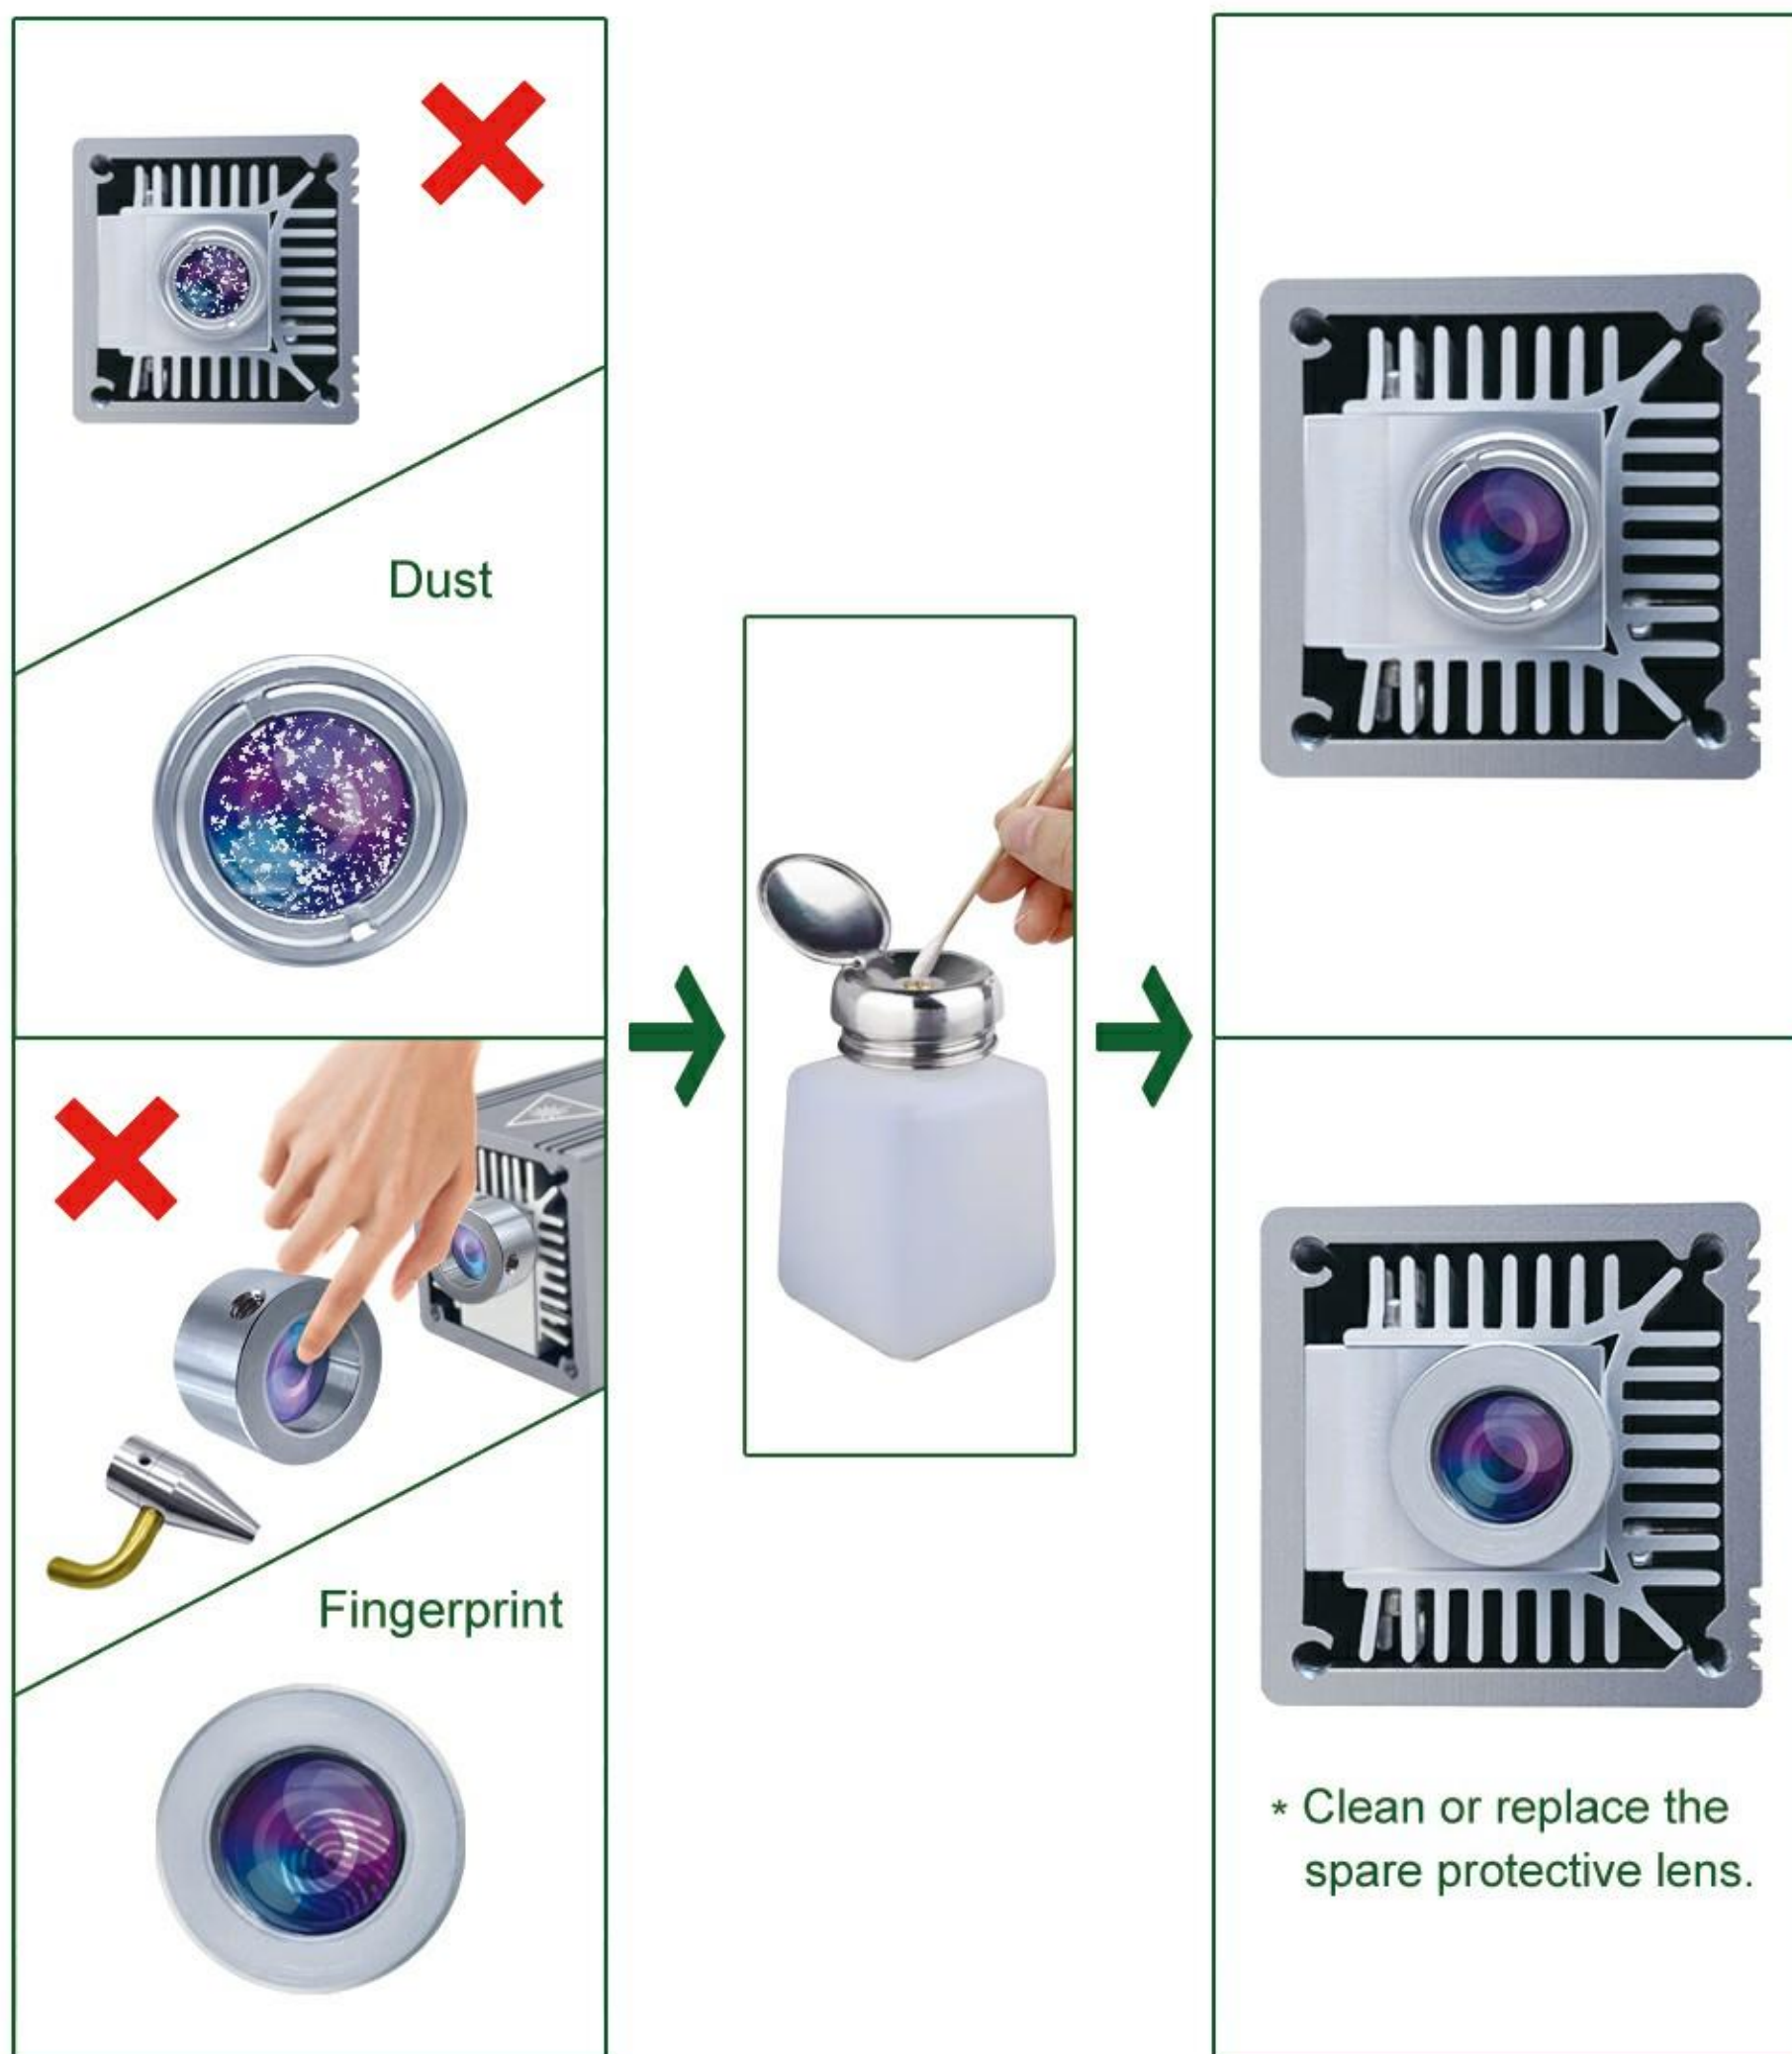 Dust
Fingerprint
* Clean or replace the
spare protective lens.